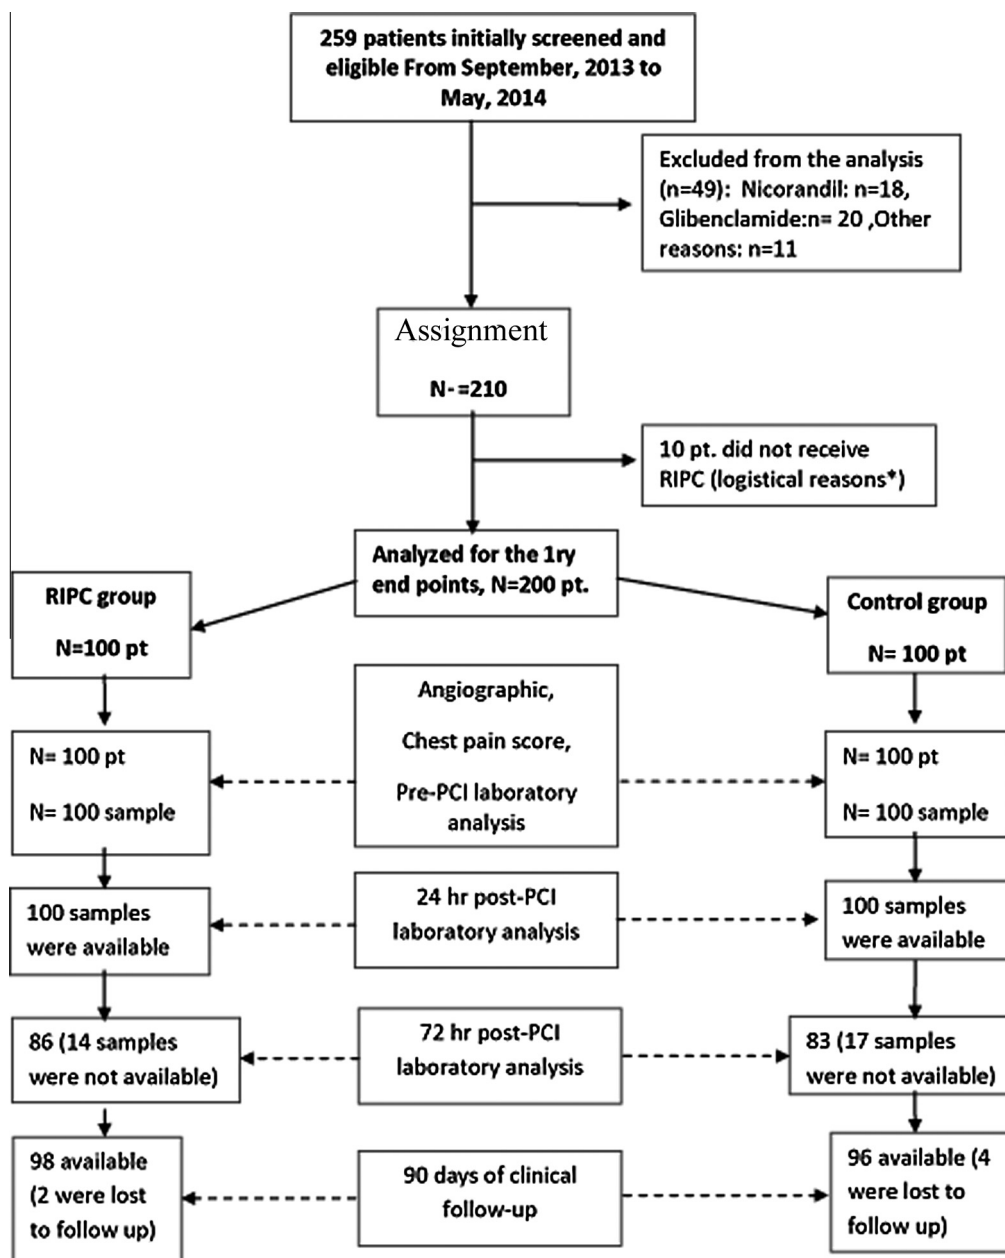 259 patients initially screened and
eligible From September, 2013 to
May, 2014
Excluded from the analysis
(n=49): Nicorandil: n=18,
Glibenclamide:n= 20 ,Other
reasons: n=11
Assignment
N- =210
10 pt. did not receive
RIPC (logistical reasons*)
Analyzed for the 1ry
end points, N=200 pt.
RIPC group
N=100 pt
Control group
N= 100 pt
Angiographic,
Chest pain score,
Pre-PCI laboratory
analysis
N= 100 pt
N= 100 sample
N= 100 pt
N= 100 sample
100 samples
were available
24 hr post-PCI
laboratory analysis
100 samples
were available
86 (14 samples
were not available)
72 hr post-PCI
laboratory analysis
83 (17 samples
were not available)
98 available
(2 were lost
to follow up)
90 days of clinical
follow-up
96 available (4
were lost to
follow up)